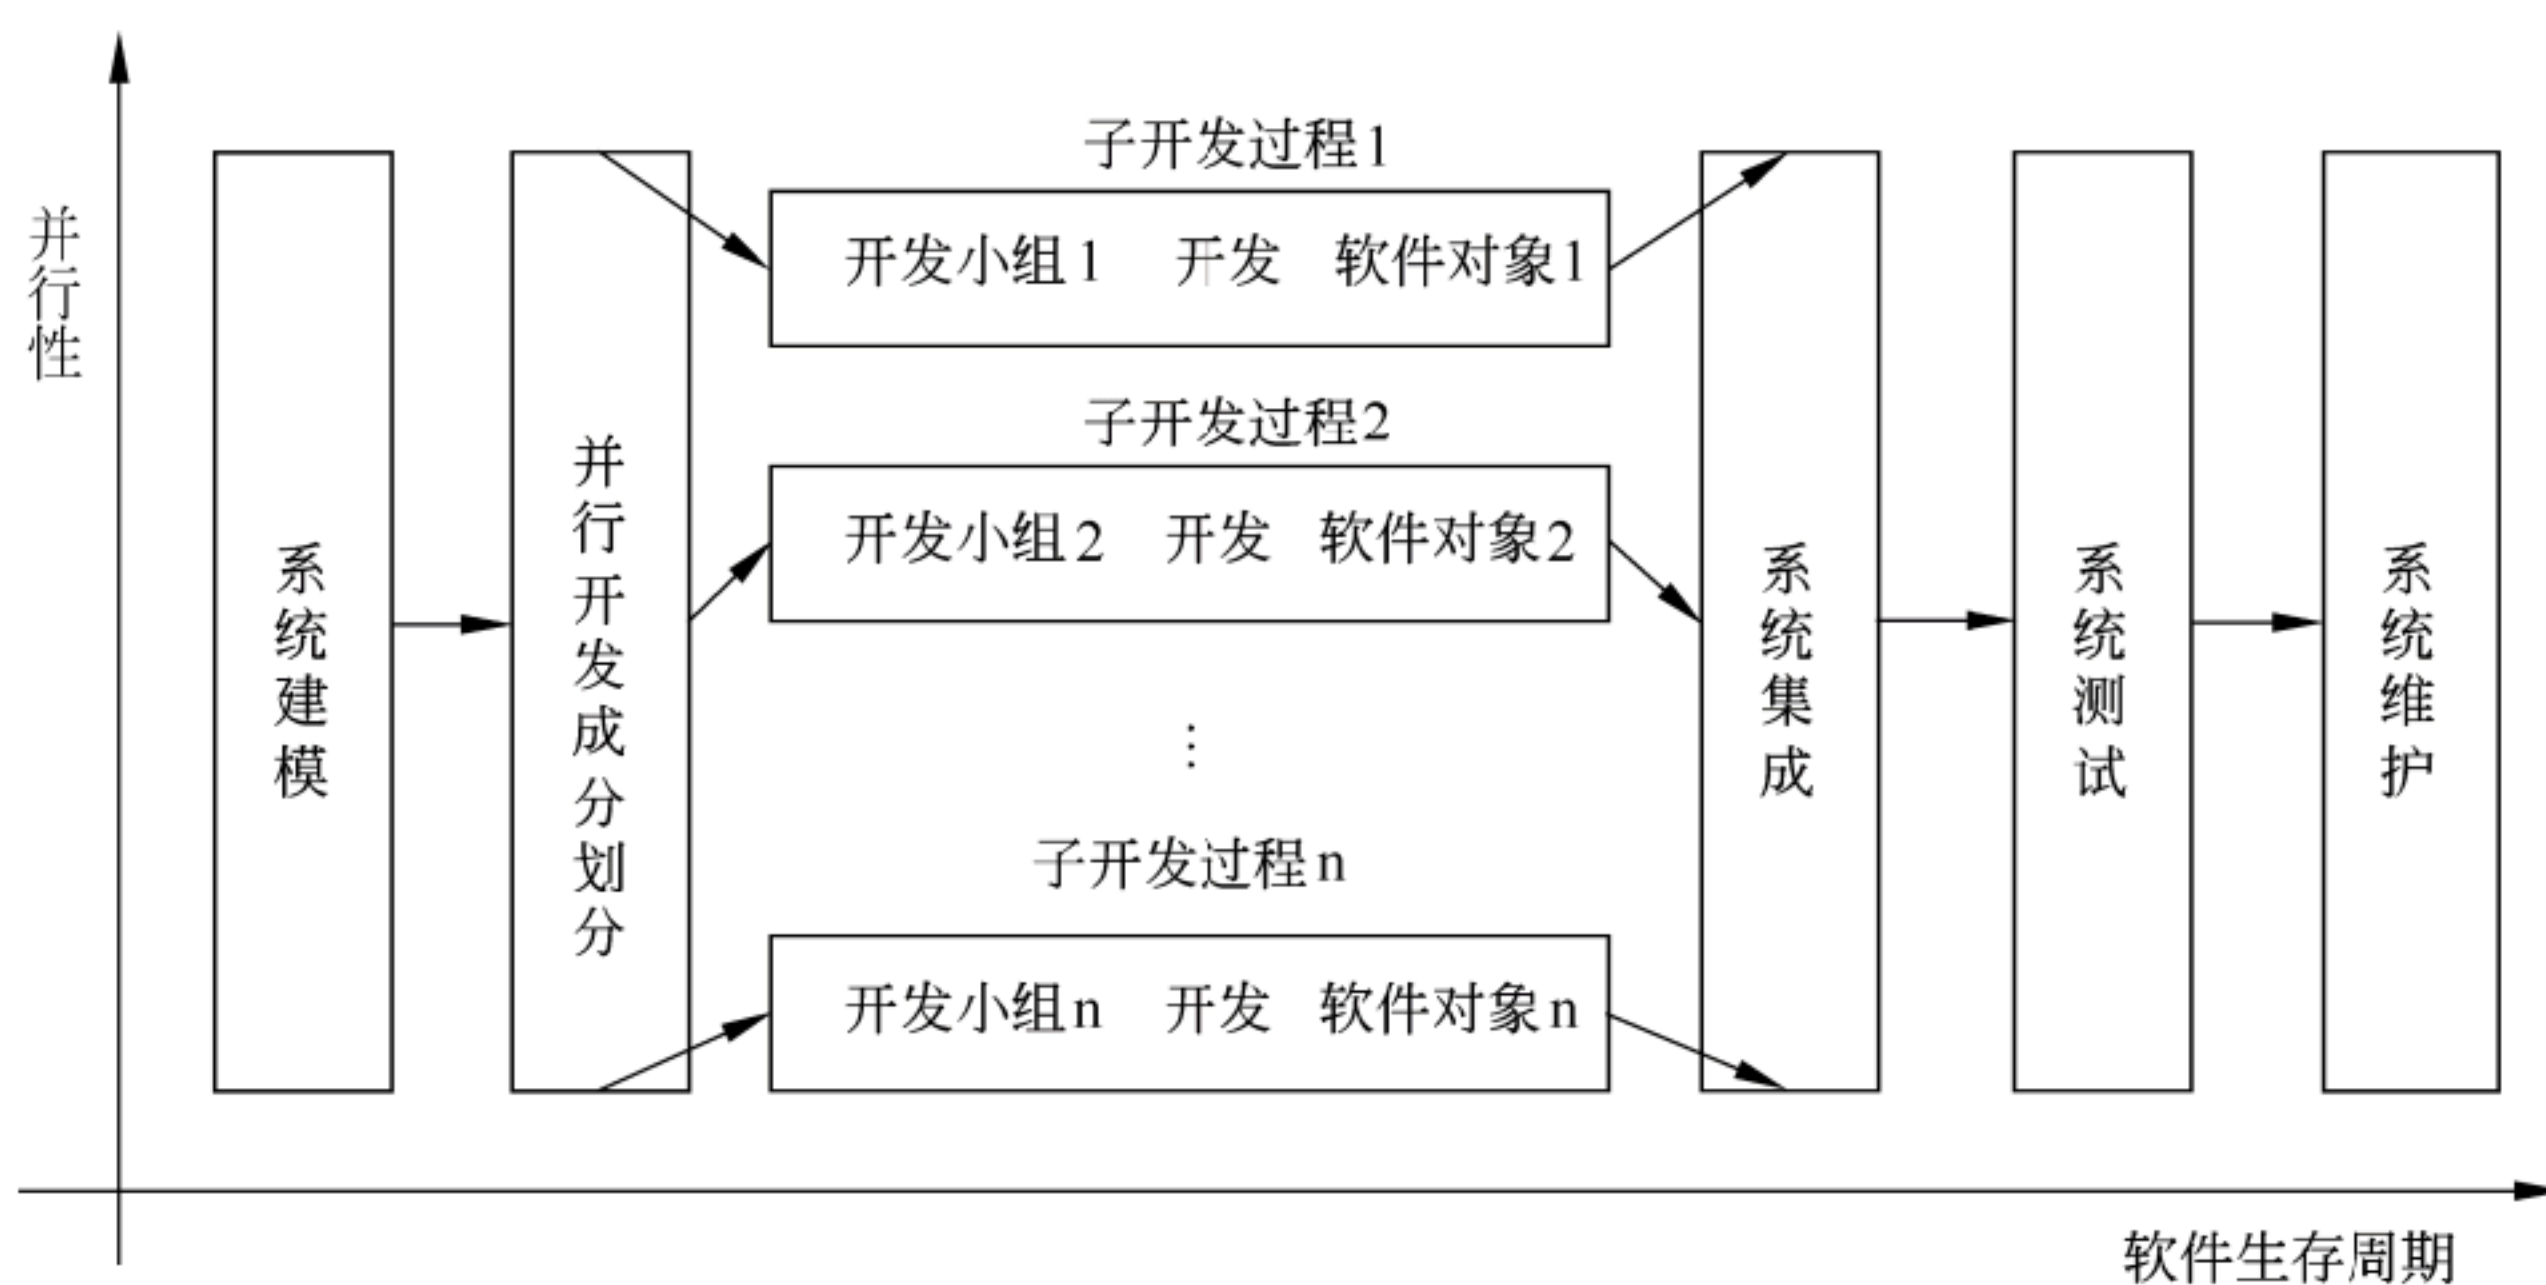 并行性
系统建模
并行开发成分划分
子开发过程1
开发小组1 开发 软件对象1
子开发过程2
开发小组2 开发 软件对象2
⋮
子开发过程n
开发小组n 开发 软件对象n
系统集成
系统测试
系统维护
软件生存周期